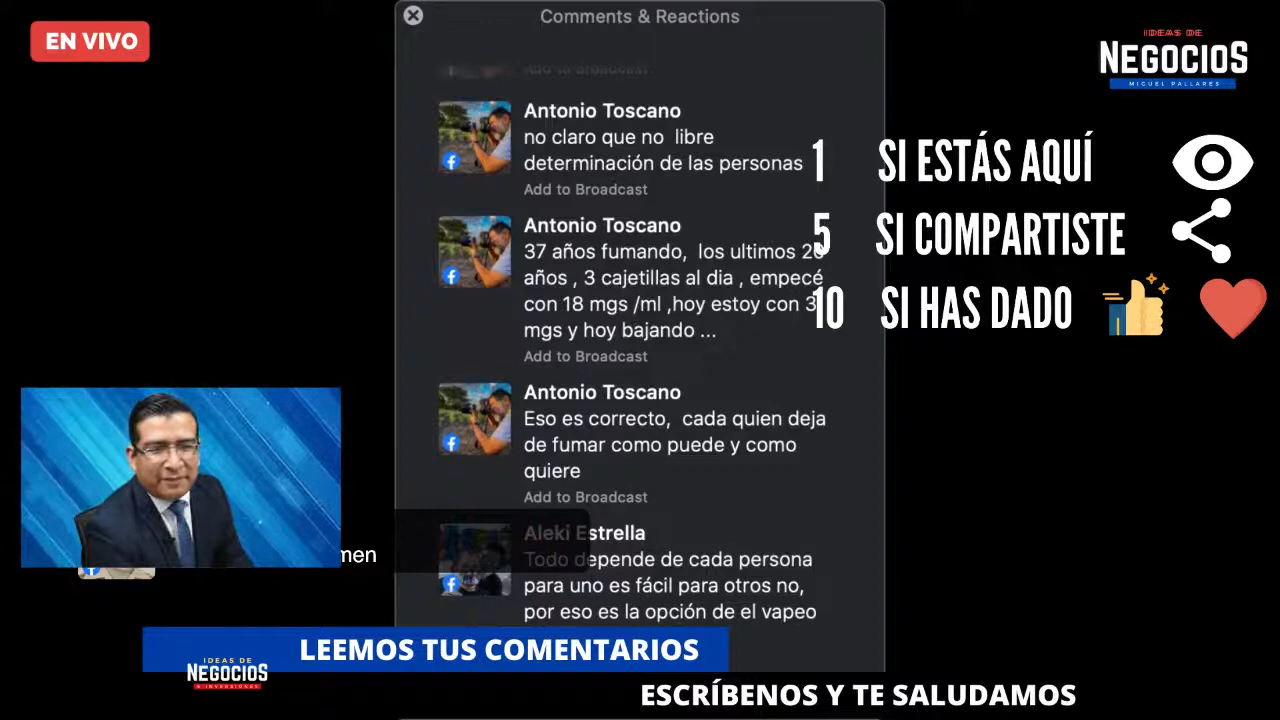 EN VIVO
Comments & Reactions
IDEAS DE
NEGOCIOS
MIGUEL PALLARES
Add to Broadcast
Antonio Toscano
no claro que no libre
determinación de las personas
Add to Broadcast
1 SI ESTÁS AQUÍ
5 SI COMPARTISTE
10 SI HAS DADO
Antonio Toscano
37 años fumando, los ultimos
años , 3 cajetillas al dia , empecé
con 18 mgs /ml ,hoy estoy con 3
mgs y hoy bajando ...
Add to Broadcast
Antonio Toscano
Eso es correcto, cada quien deja
de fumar como puede y como
quiere
Add to Broadcast
Aleki Estrella
Todo depende de cada persona
para uno es fácil para otros no,
por eso es la opción de el vapeo
LEEMOS TUS COMENTARIOS
IDEAS DE
NEGOCIOS
E INVERSIONES
ESCRÍBENOS Y TE SALUDAMOS